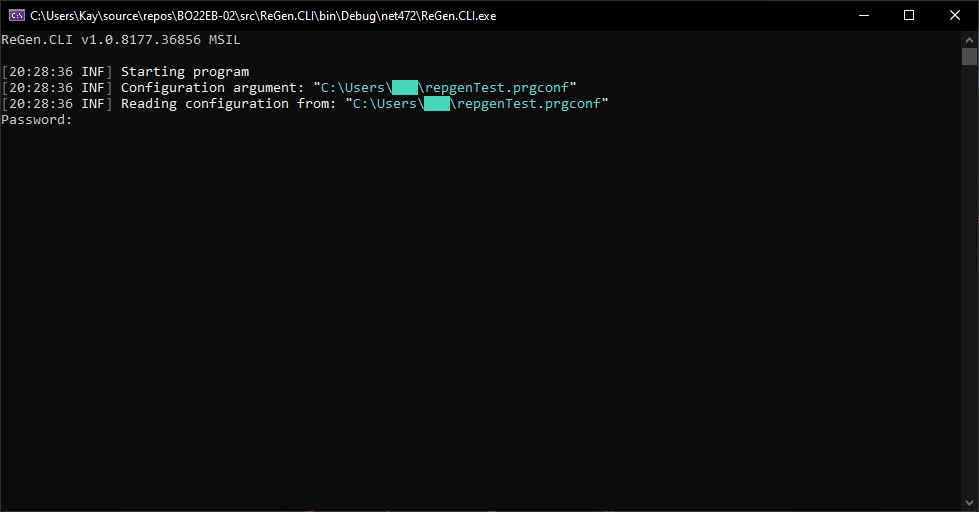 C:\Users\Kay\source\repos\BO22EB-02\src\ReGen.CLI\bin\Debug\net472\ReGen.CLI.exe
ReGen.CLI v1.0.8177.36856 MSIL
[20:28:36 INF] Starting program
[20:28:36 INF] Configuration argument: "C:\Users\ \repgenTest.prgconf"
[20:28:36 INF] Reading configuration from: "C:\Users\ \repgenTest.prgconf"
Password: